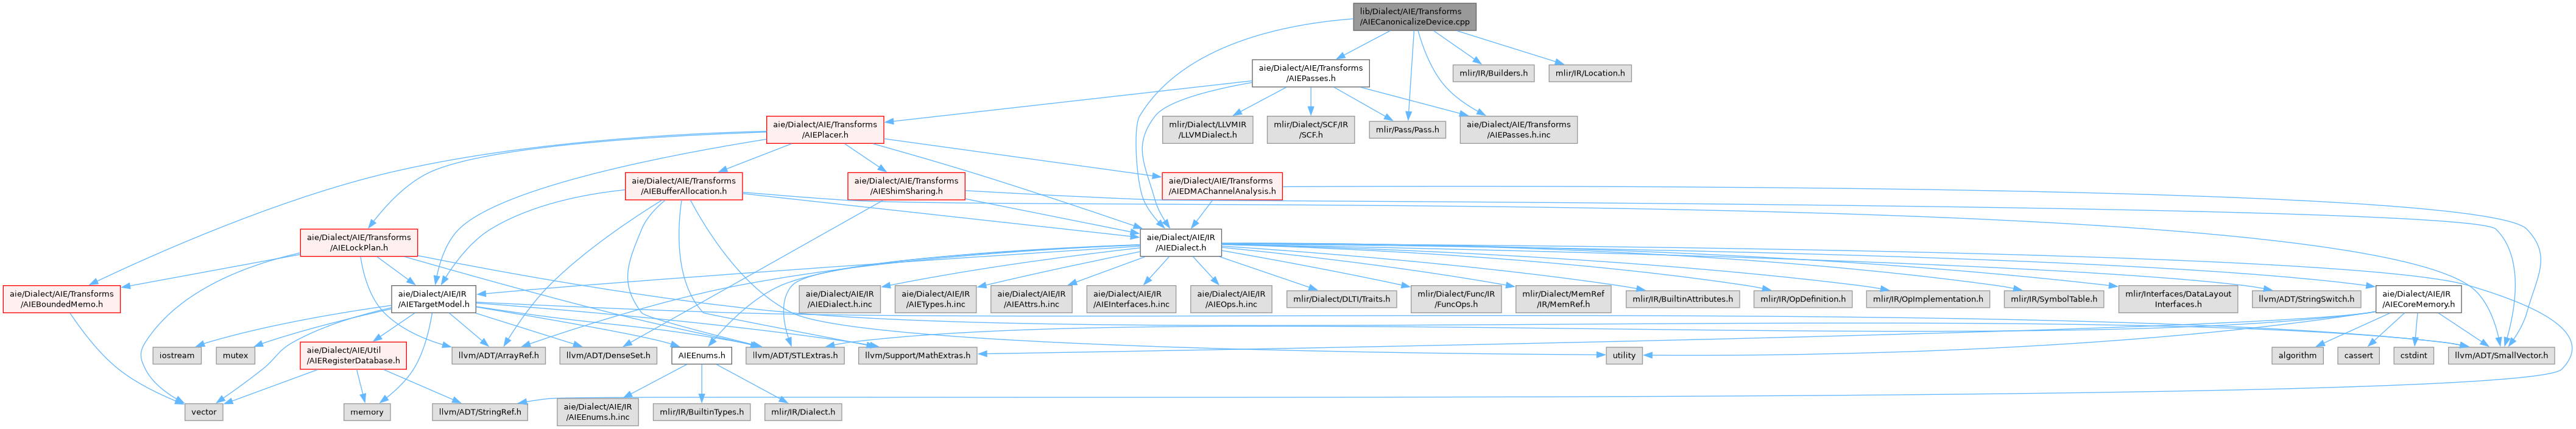 lib/Dialect/AIE/Transforms
/AIECanonicalizeDevice.cpp
aie/Dialect/AIE/Transforms
/AIEPasses.h
mlir/IR/Builders.h
mlir/IR/Location.h
aie/Dialect/AIE/Transforms
/AIEPlacer.h
mlir/Dialect/LLVMIR
/LLVMDialect.h
mlir/Dialect/SCF/IR
/SCF.h
mlir/Pass/Pass.h
aie/Dialect/AIE/Transforms
/AIEPasses.h.inc
aie/Dialect/AIE/Transforms
/AIEBufferAllocation.h
aie/Dialect/AIE/Transforms
/AIEShimSharing.h
aie/Dialect/AIE/Transforms
/AIEDMAChannelAnalysis.h
aie/Dialect/AIE/Transforms
/AIELockPlan.h
aie/Dialect/AIE/IR
/AIEDialect.h
aie/Dialect/AIE/Transforms
/AIEBoundedMemo.h
aie/Dialect/AIE/IR
/AIETargetModel.h
aie/Dialect/AIE/IR
/AIEDialect.h.inc
aie/Dialect/AIE/IR
/AIETypes.h.inc
aie/Dialect/AIE/IR
/AIEAttrs.h.inc
aie/Dialect/AIE/IR
/AIEInterfaces.h.inc
aie/Dialect/AIE/IR
/AIEOps.h.inc
mlir/Dialect/DLTI/Traits.h
mlir/Dialect/Func/IR
/FuncOps.h
mlir/Dialect/MemRef
/IR/MemRef.h
mlir/IR/BuiltinAttributes.h
mlir/IR/OpDefinition.h
mlir/IR/OpImplementation.h
mlir/IR/SymbolTable.h
mlir/Interfaces/DataLayout
Interfaces.h
llvm/ADT/StringSwitch.h
aie/Dialect/AIE/IR
/AIECoreMemory.h
iostream
mutex
aie/Dialect/AIE/Util
/AIERegisterDatabase.h
llvm/ADT/ArrayRef.h
llvm/ADT/DenseSet.h
AIEEnums.h
llvm/ADT/STLExtras.h
llvm/Support/MathExtras.h
utility
algorithm
cassert
cstdint
llvm/ADT/SmallVector.h
vector
memory
llvm/ADT/StringRef.h
aie/Dialect/AIE/IR
/AIEEnums.h.inc
mlir/IR/BuiltinTypes.h
mlir/IR/Dialect.h